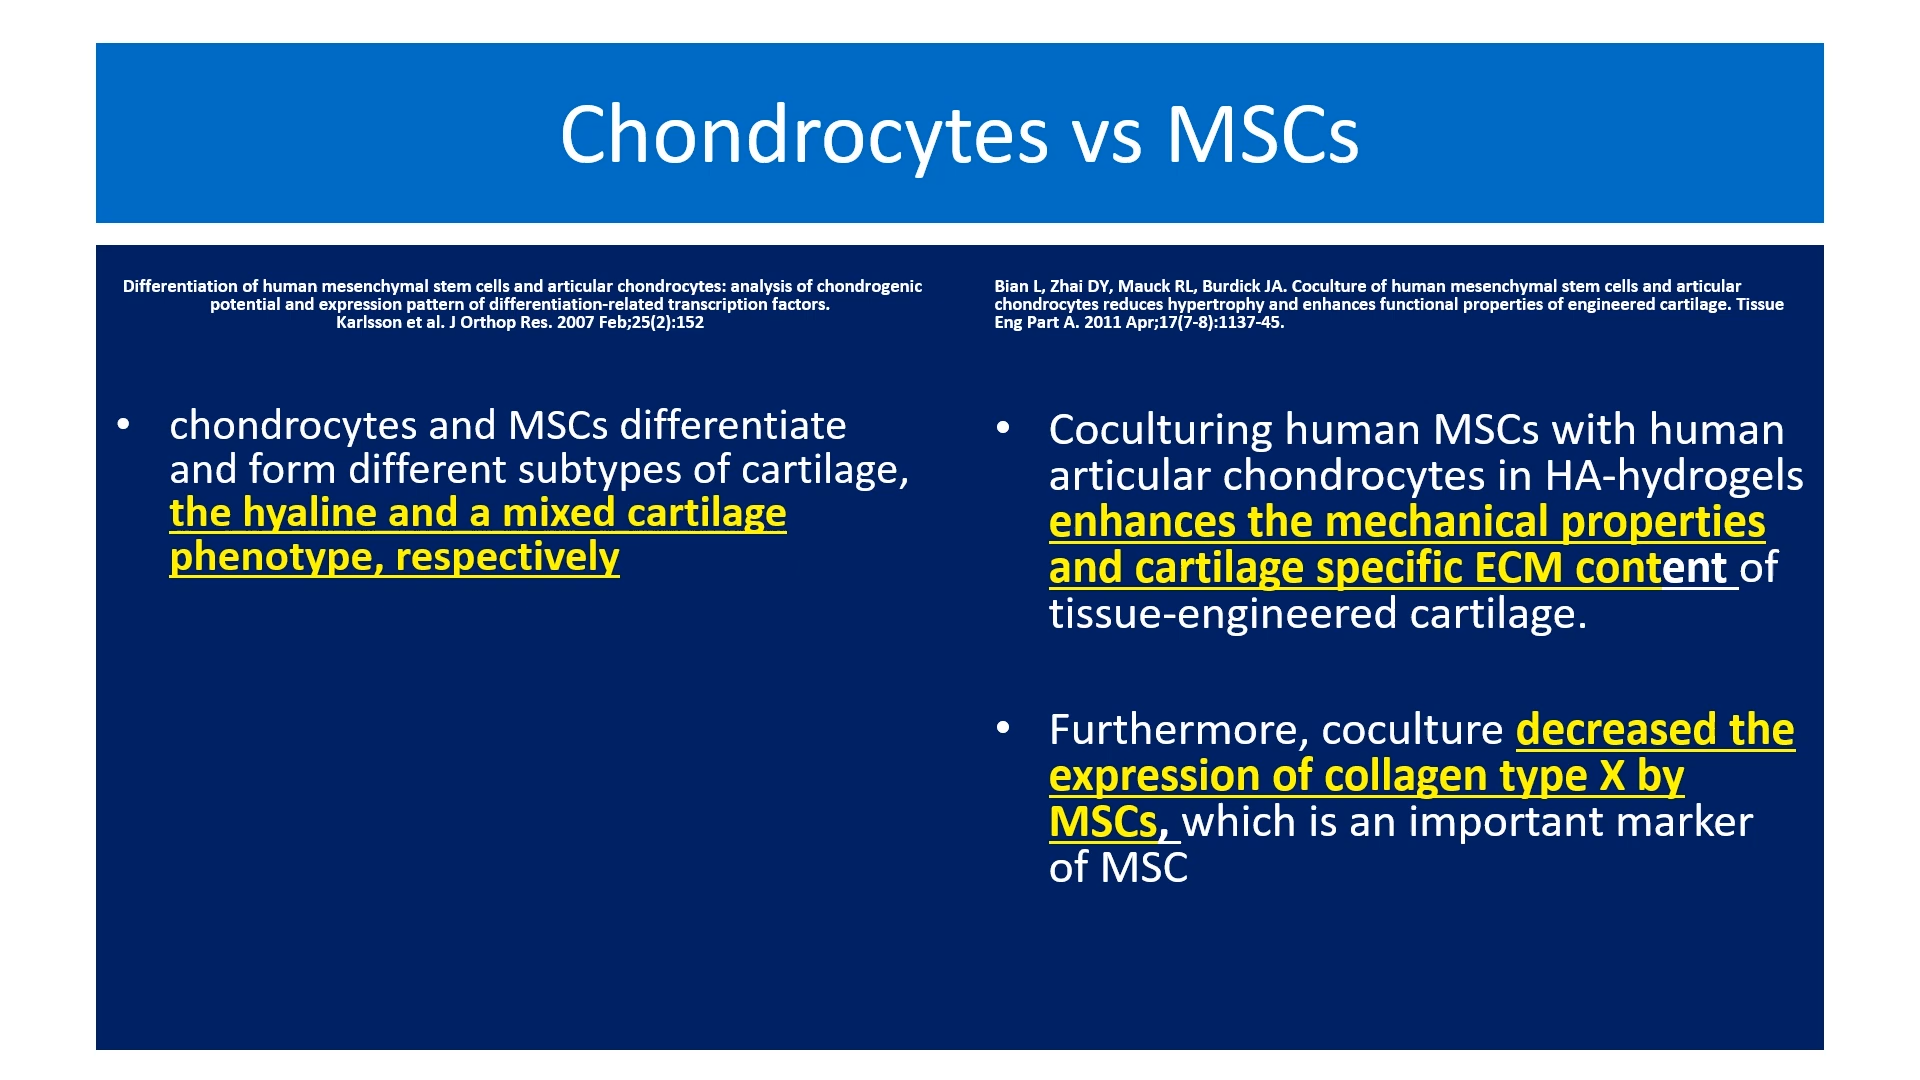 Chondrocytes vs MSCs
Differentiation of human mesenchymal stem cells and articular chondrocytes: analysis of chondrogenic
potential and expression pattern of differentiation-related transcription factors.
Karlsson et al. J Orthop Res. 2007 Feb;25(2):152
• chondrocytes and MSCs differentiate
and form different subtypes of cartilage,
the hyaline and a mixed cartilage
phenotype, respectively
Bian L, Zhai DY, Mauck RL, Burdick JA. Coculture of human mesenchymal stem cells and articular
chondrocytes reduces hypertrophy and enhances functional properties of engineered cartilage. Tissue
Eng Part A. 2011 Apr;17(7-8):1137-45.
• Coculturing human MSCs with human
articular chondrocytes in HA-hydrogels
enhances the mechanical properties
and cartilage specific ECM content of
tissue-engineered cartilage.
• Furthermore, coculture decreased the
expression of collagen type X by
MSCs, which is an important marker
of MSC